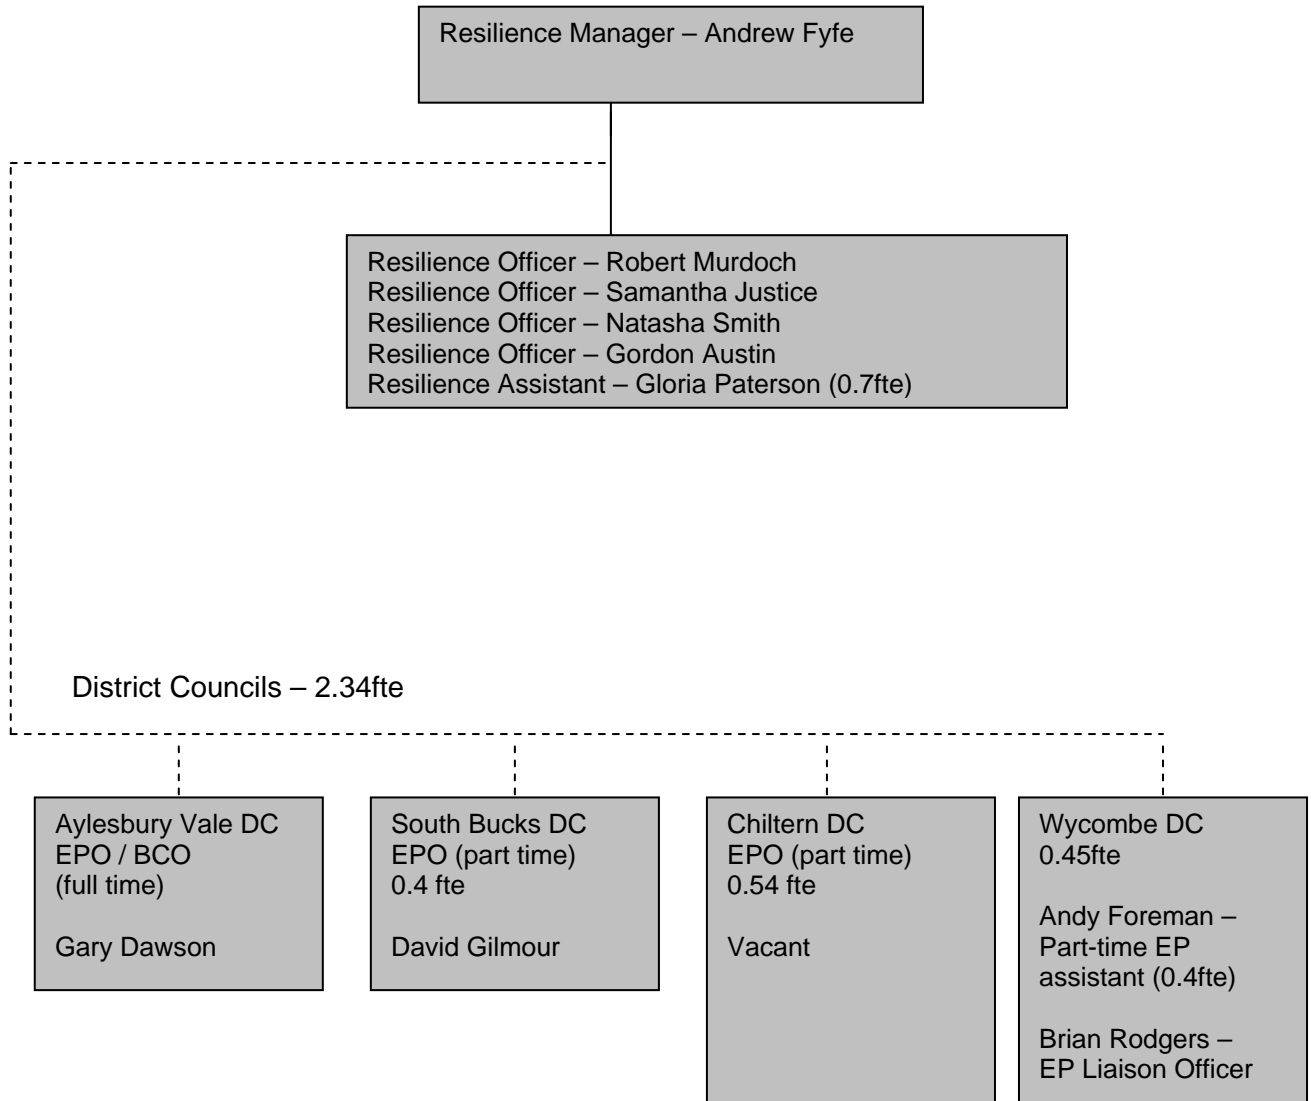 Resilience Manager – Andrew Fyfe
Resilience Officer – Robert Murdoch
Resilience Officer – Samantha Justice
Resilience Officer – Natasha Smith
Resilience Officer – Gordon Austin
Resilience Assistant – Gloria Paterson (0.7fte)
District Councils – 2.34fte
Aylesbury Vale DC
EPO / BCO
(full time)
Gary Dawson
South Bucks DC
EPO (part time)
0.4 fte
David Gilmour
Chiltern DC
EPO (part time)
0.54 fte
Vacant
Wycombe DC
0.45fte
Andy Foreman –
Part-time EP
assistant (0.4fte)
Brian Rodgers –
EP Liaison Officer